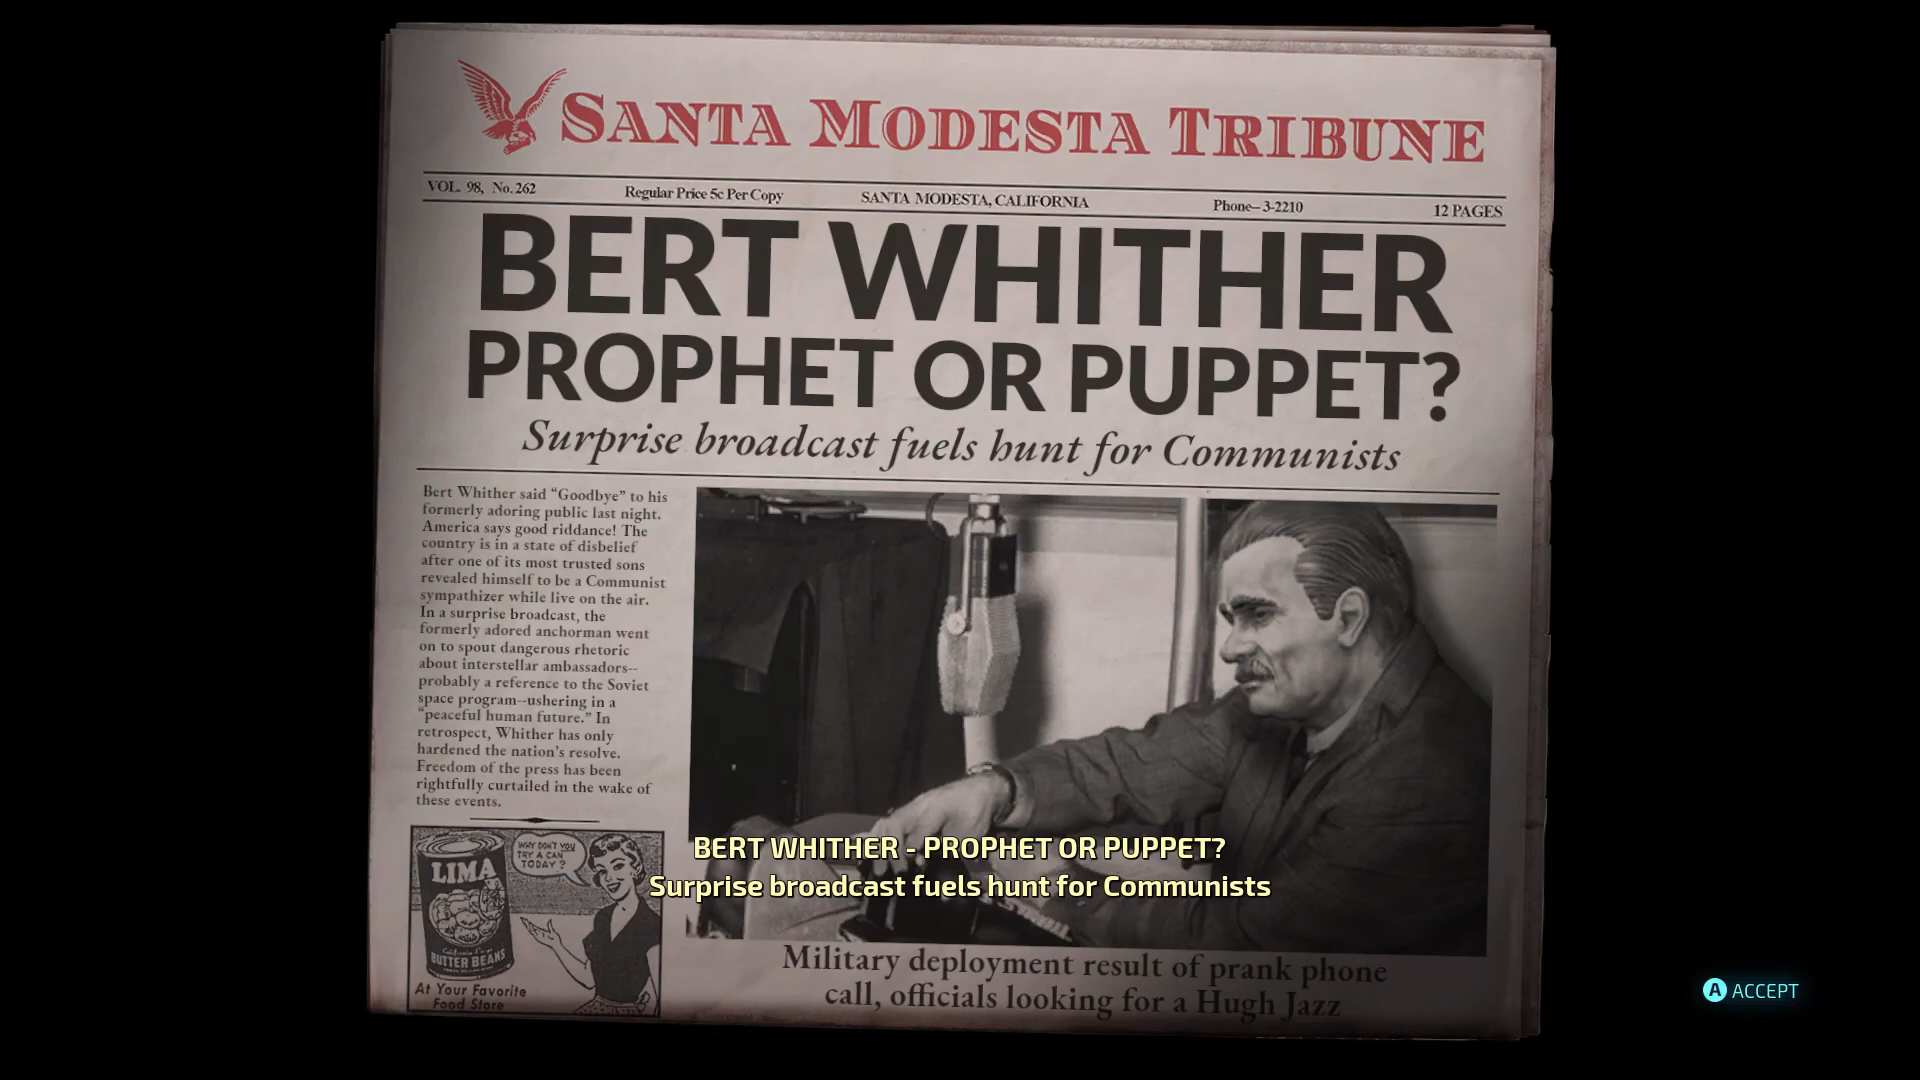 SANTA MODESTA TRIBUNE
VOL. 98, No. 262 Regular Price 5c Per Copy SANTA MODESTA, CALIFORNIA Phone-- 3-2210 12 PAGES
BERT WHITHER
PROPHET OR PUPPET?
Surprise broadcast fuels hunt for Communists
Bert Whither said “Goodbye” to his
formerly adoring public last night.
America says good riddance! The
country is in a state of disbelief
after one of its most trusted sons
revealed himself to be a Communist
sympathizer while live on the air.
In a surprise broadcast, the
formerly adored anchorman went
on to spout dangerous rhetoric
about interstellar ambassadors--
probably a reference to the Soviet
space program--ushering in a
“peaceful human future.” In
retrospect, Whither has only
hardened the nation’s resolve.
Freedom of the press has been
rightfully curtailed in the wake of
these events.
WHY DON'T YOU
TRY A CAN
TODAY?
LIMA
BUTTER BEANS
At Your Favorite
Food Store
BERT WHITHER - PROPHET OR PUPPET?
Surprise broadcast fuels hunt for Communists
Military deployment result of prank phone
call, officials looking for a Hugh Jazz
A ACCEPT